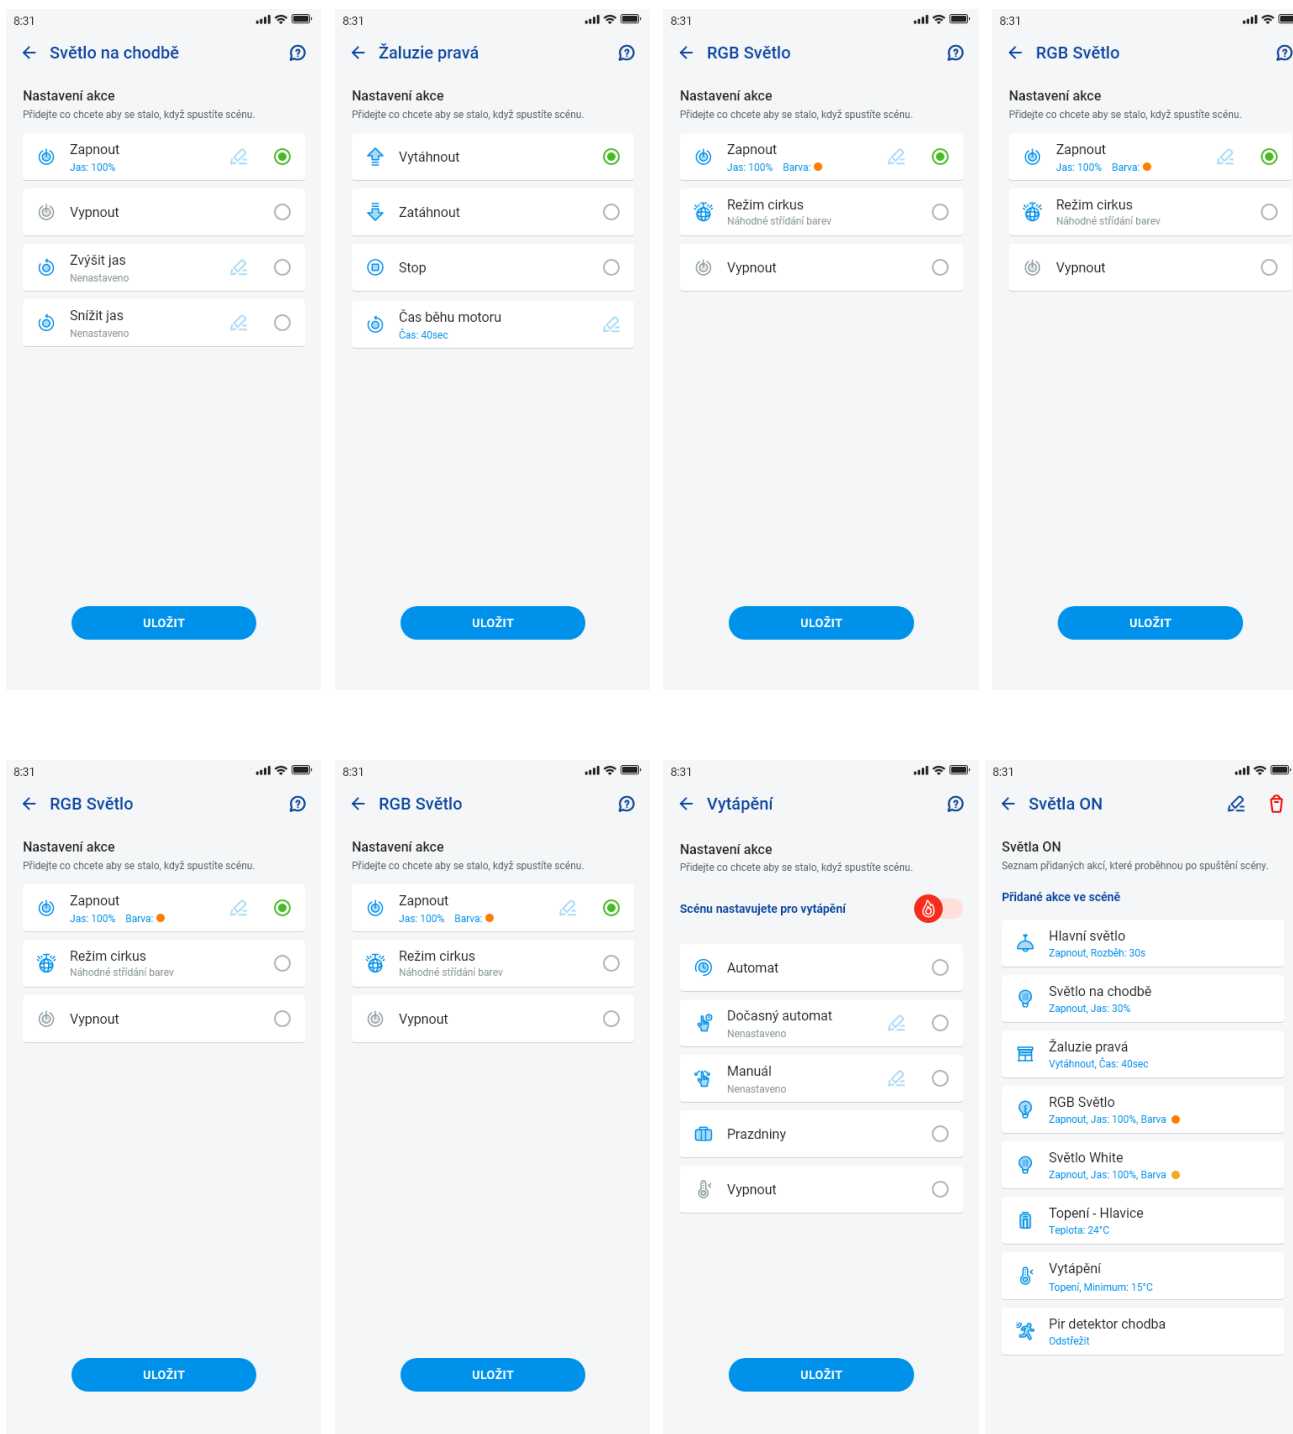 8:31
Světlo na chodbě
Nastavení akce
Přidejte co chcete aby se stalo, když spustíte scénu.
Zapnout
Jas: 100%
Vypnout
Zvýšit jas
Nenastaveno
Snížit jas
Nenastaveno
ULOŽIT
8:31
Žaluzie pravá
Nastavení akce
Přidejte co chcete aby se stalo, když spustíte scénu.
Vytáhnout
Zatáhnout
Stop
Čas běhu motoru
Čas: 40sec
ULOŽIT
8:31
RGB Světlo
Nastavení akce
Přidejte co chcete aby se stalo, když spustíte scénu.
Zapnout
Jas: 100% Barva:
Režim cirkus
Náhodné střídání barev
Vypnout
ULOŽIT
8:31
RGB Světlo
Nastavení akce
Přidejte co chcete aby se stalo, když spustíte scénu.
Zapnout
Jas: 100% Barva:
Režim cirkus
Náhodné střídání barev
Vypnout
ULOŽIT
8:31
RGB Světlo
Nastavení akce
Přidejte co chcete aby se stalo, když spustíte scénu.
Zapnout
Jas: 100% Barva:
Režim cirkus
Náhodné střídání barev
Vypnout
ULOŽIT
8:31
RGB Světlo
Nastavení akce
Přidejte co chcete aby se stalo, když spustíte scénu.
Zapnout
Jas: 100% Barva:
Režim cirkus
Náhodné střídání barev
Vypnout
ULOŽIT
8:31
Vytápění
Nastavení akce
Přidejte co chcete aby se stalo, když spustíte scénu.
Scénu nastavujete pro vytápění
Automat
Dočasný automat
Nenastaveno
Manuál
Nenastaveno
Prazdniny
Vypnout
ULOŽIT
8:31
Světla ON
Světla ON
Seznam přidaných akcí, které proběhnou po spuštění scény.
Přidané akce ve scéně
Hlavní světlo
Zapnout, Rozběh: 30s
Světlo na chodbě
Zapnout, Jas: 30%
Žaluzie pravá
Vytáhnout, Čas: 40sec
RGB Světlo
Zapnout, Jas: 100%, Barva
Světlo White
Zapnout, Jas: 100%, Barva
Topení - Hlavice
Teplota: 24°C
Vytápění
Topení, Minimum: 15°C
Pir detektor chodba
Odstřežit